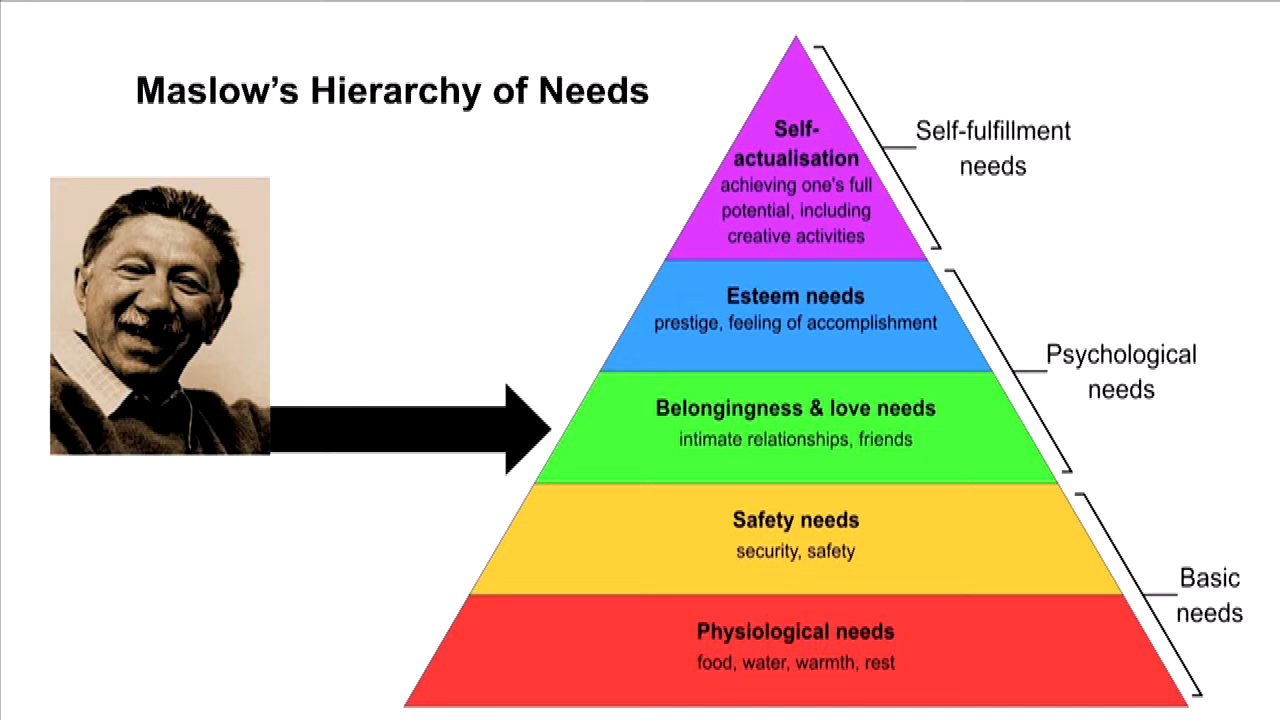 Maslow’s Hierarchy of Needs
Self-
actualisation
achieving one's full
potential, including
creative activities
Self-fulfillment
needs
Esteem needs
prestige, feeling of accomplishment
Psychological
needs
Belongingness & love needs
intimate relationships, friends
Safety needs
security, safety
Basic
needs
Physiological needs
food, water, warmth, rest